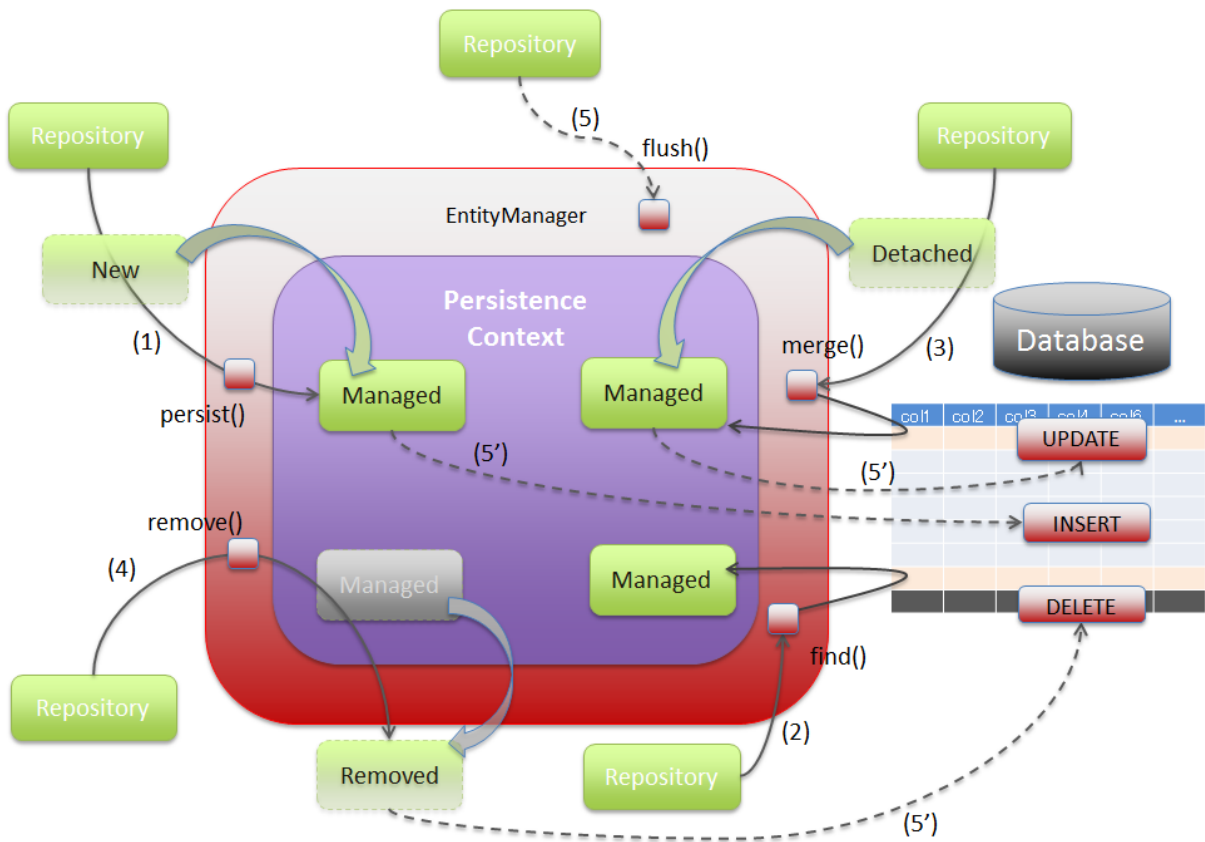 Repository
(5)
flush()
Repository
Repository
EntityManager
New
Detached
Persistence
Context
(1)
merge()
(3)
Database
Managed
Managed
persist()
col1 col2 col3 col4 col6 ...
UPDATE
(5’)
(5’)
remove()
INSERT
(4)
Managed
Managed
DELETE
find()
Repository
(2)
Removed
Repository
(5’)